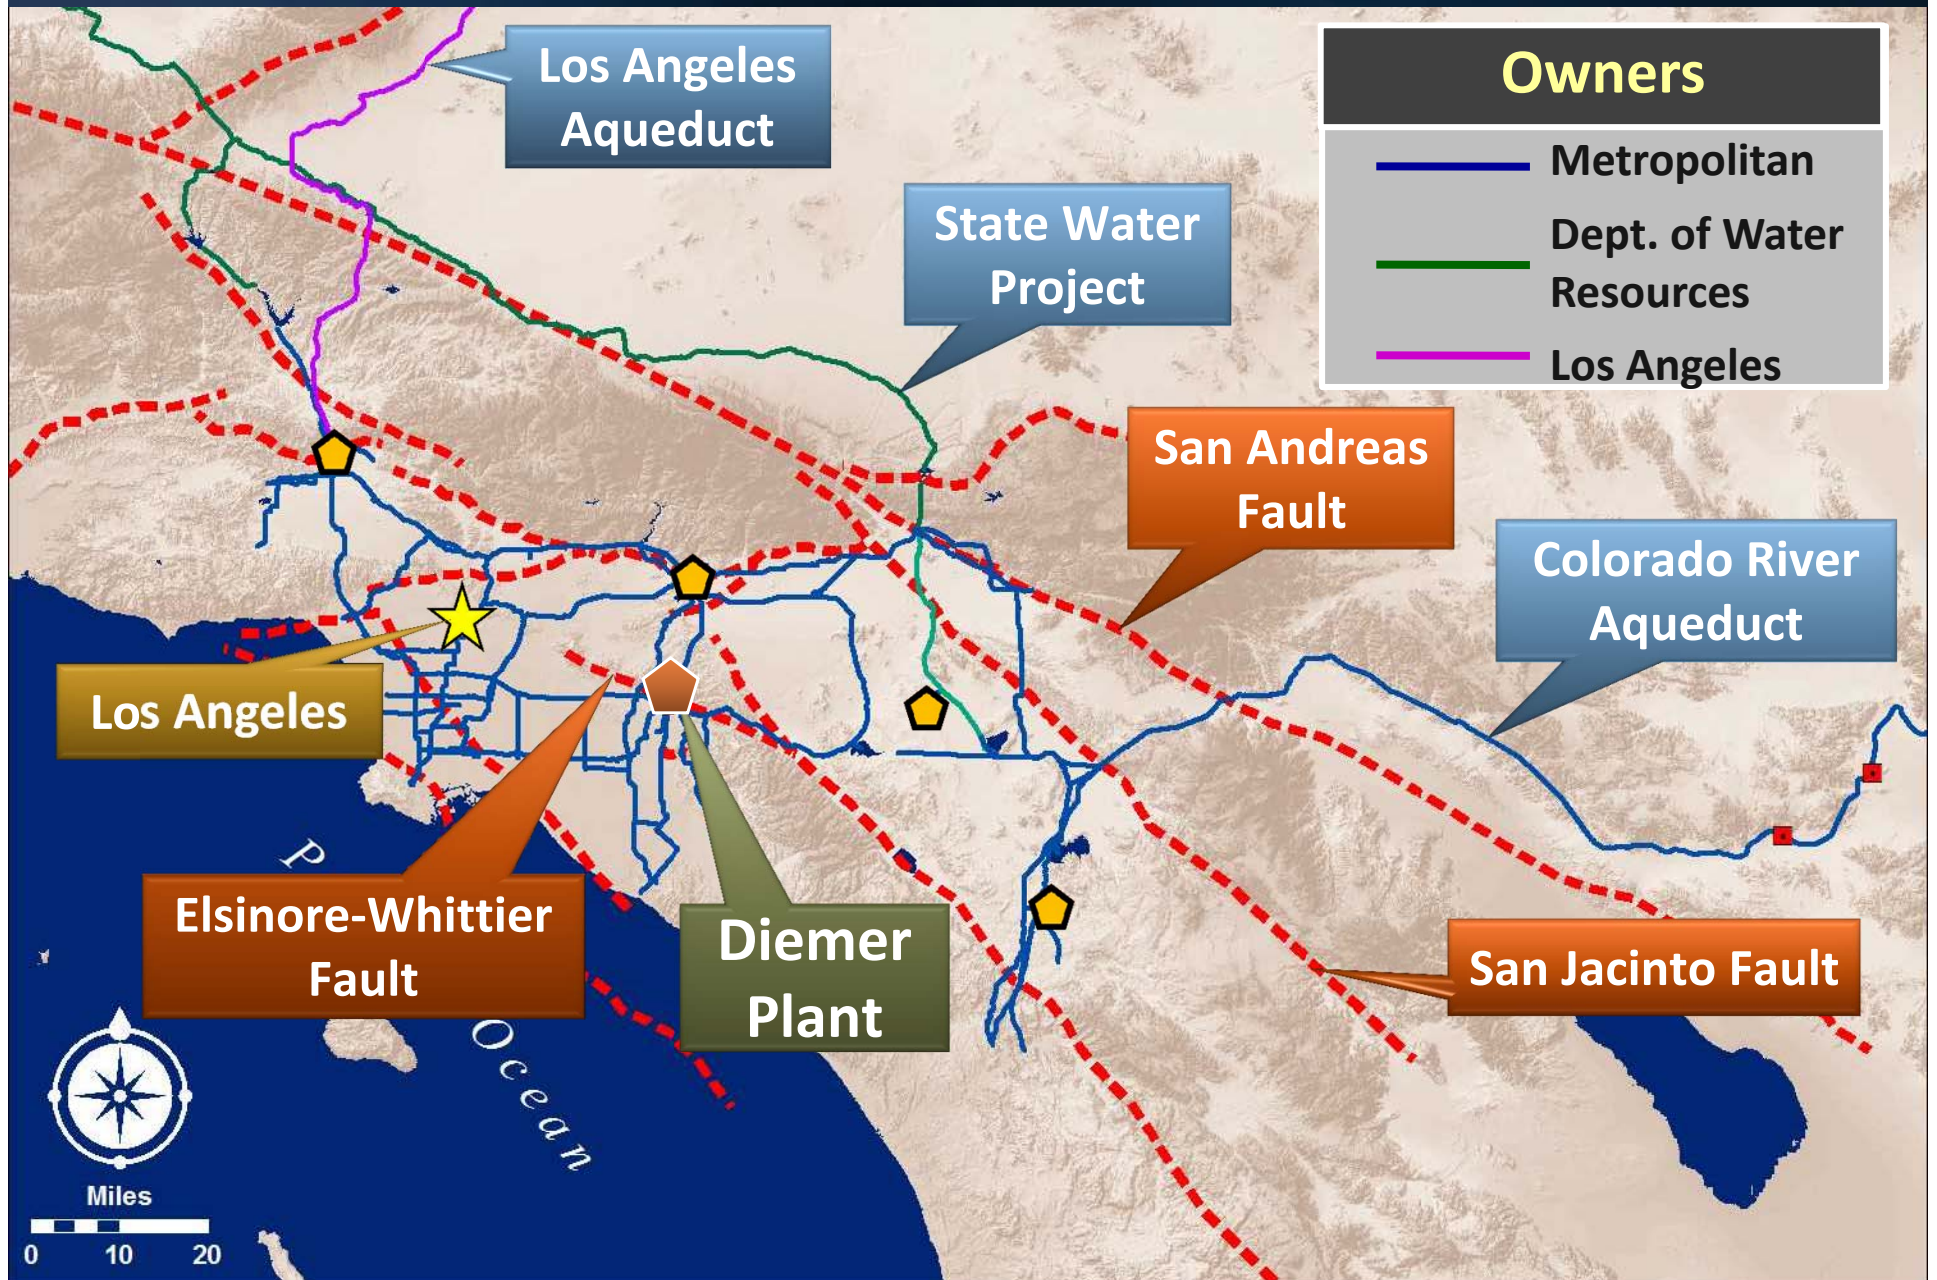 Los Angeles
Aqueduct
Owners
Metropolitan
Dept. of Water
Resources
Los Angeles
State Water
Project
San Andreas
Fault
Colorado River
Aqueduct
Los Angeles
P
Elsinore-Whittier
Fault
Diemer
Plant
San Jacinto Fault
Ocean
Miles
0 10 20